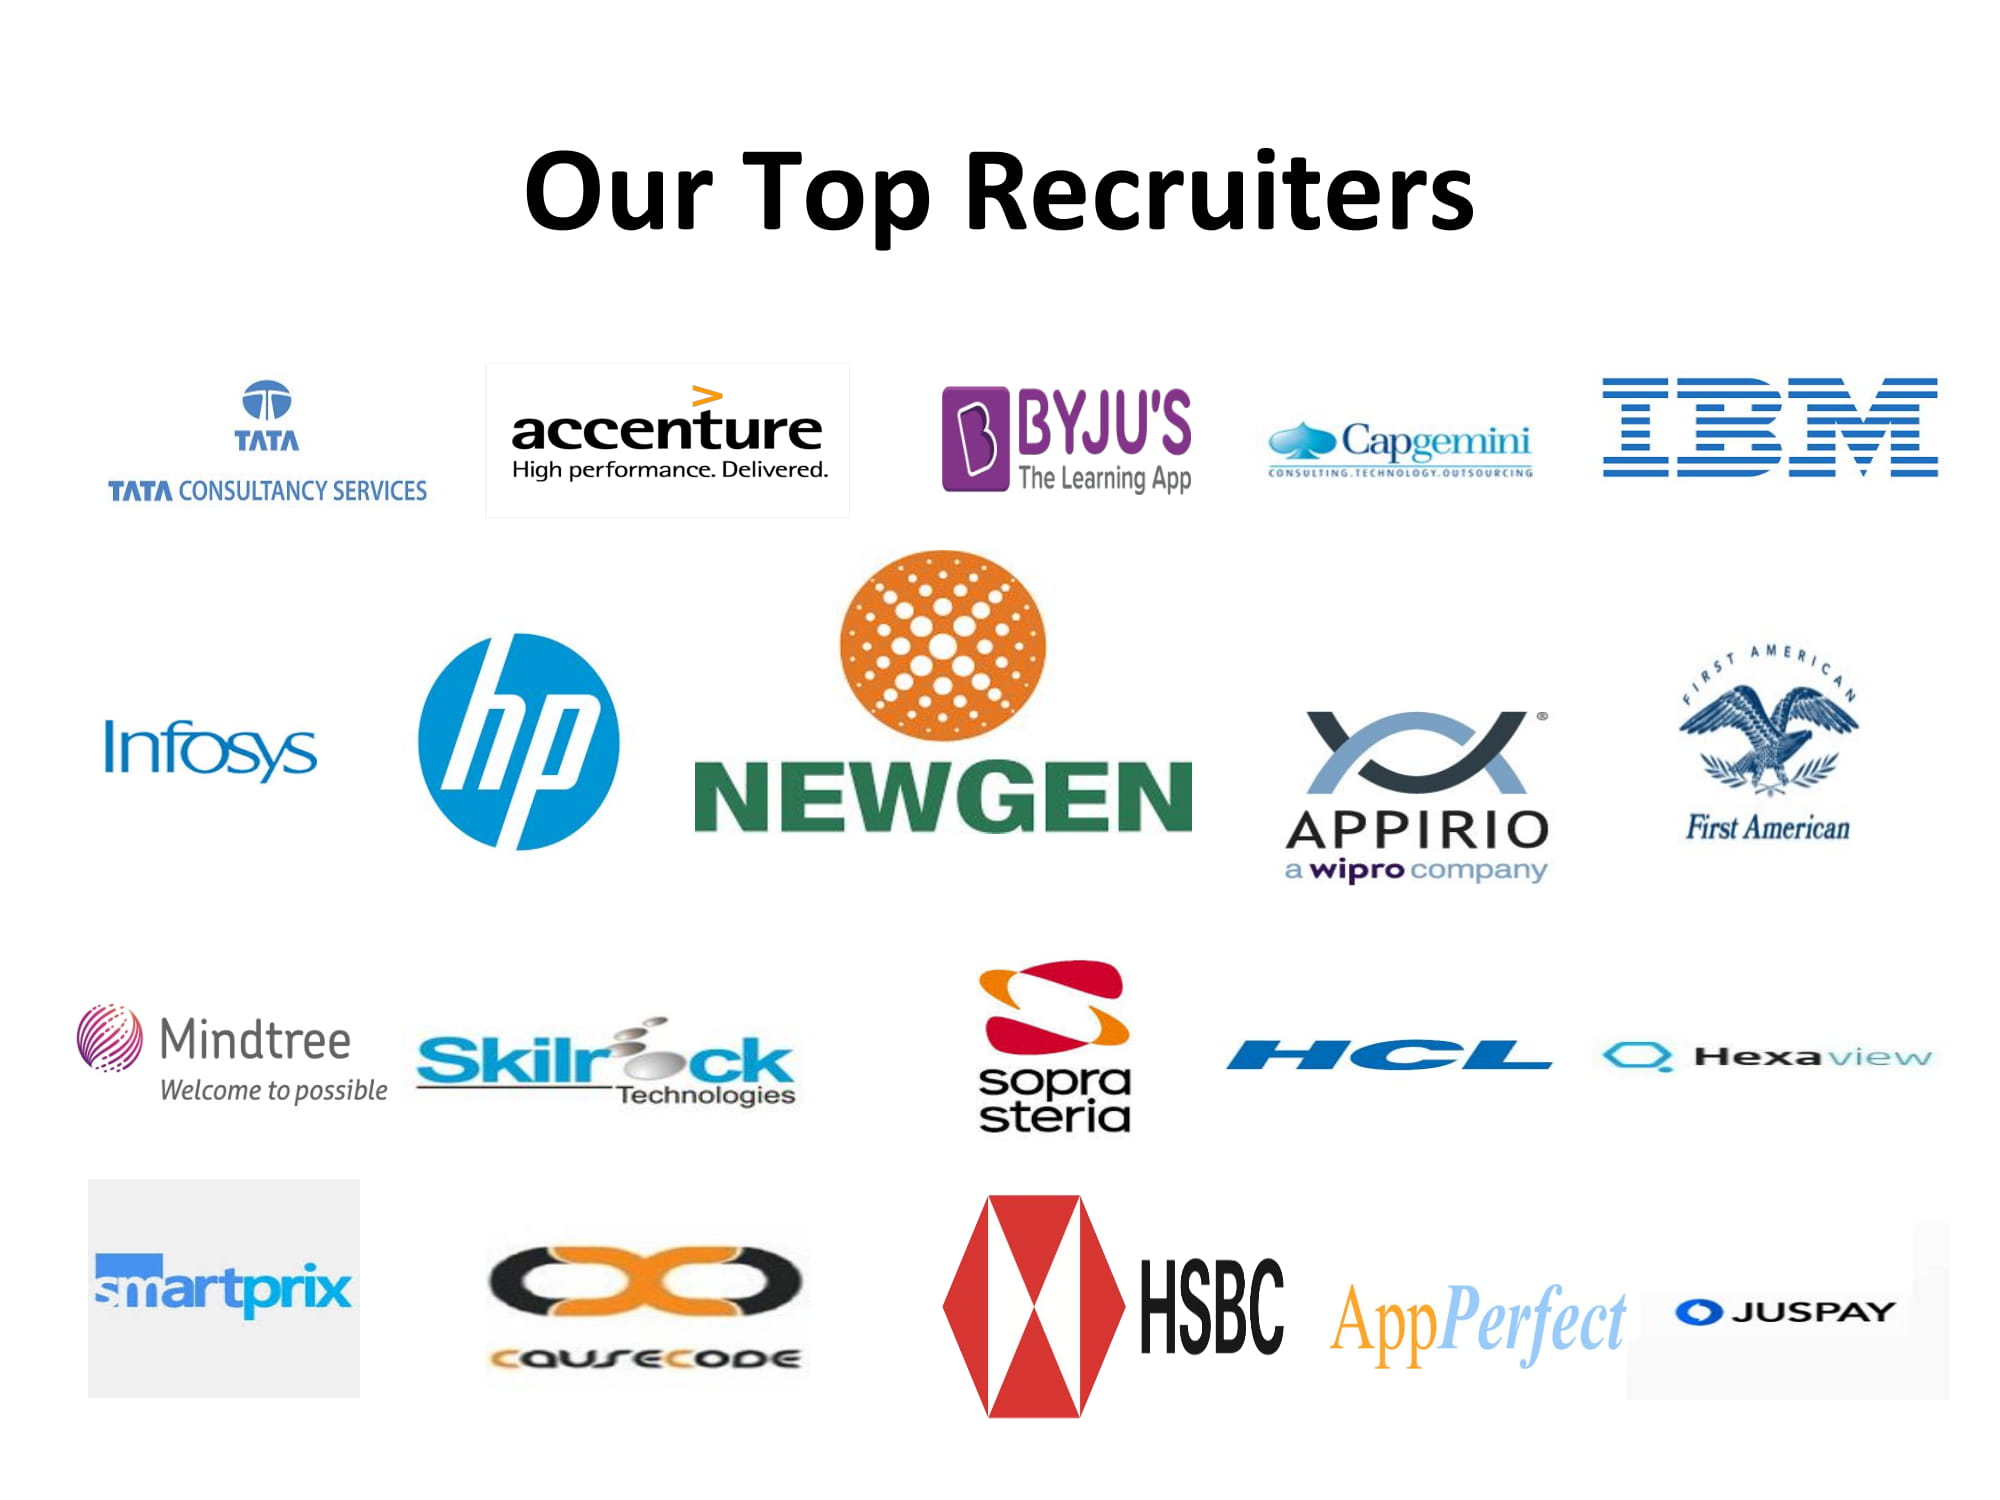 Our Top Recruiters
TATA
TATA CONSULTANCY SERVICES
accenture
High performance. Delivered.
BYJU'S
The Learning App
Capgemini
CONSULTING.TECHNOLOGY.OUTSOURCING
IBM
Infosys
hp
NEWGEN
APPIRIO
a wipro company
FIRST AMERICAN
First American
Mindtree
Welcome to possible
Skilrock
Technologies
sopra
steria
HCL
Hexaview
smartprix
CAUSECODE
HSBC
AppPerfect
JUSPAY